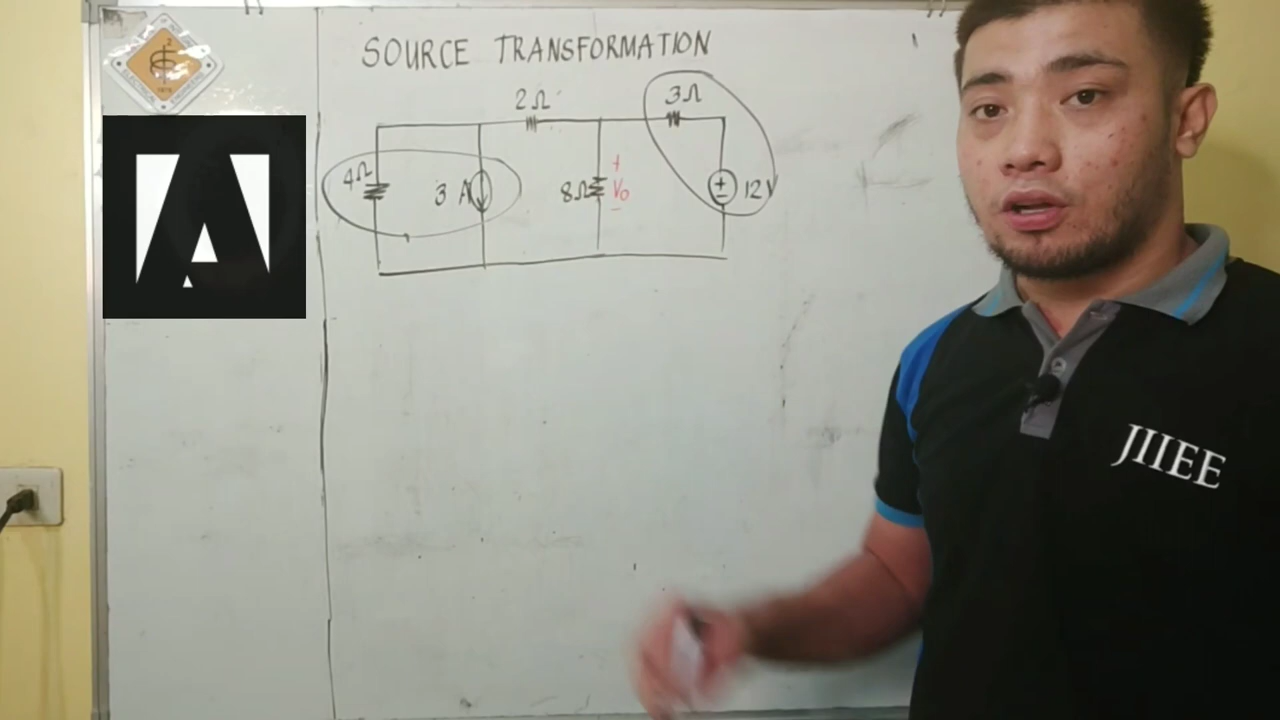 SOURCE TRANSFORMATION
2Ω
3Ω
4Ω
3 A
8Ω
+
Vo
-
+
-
12V
JIIEE